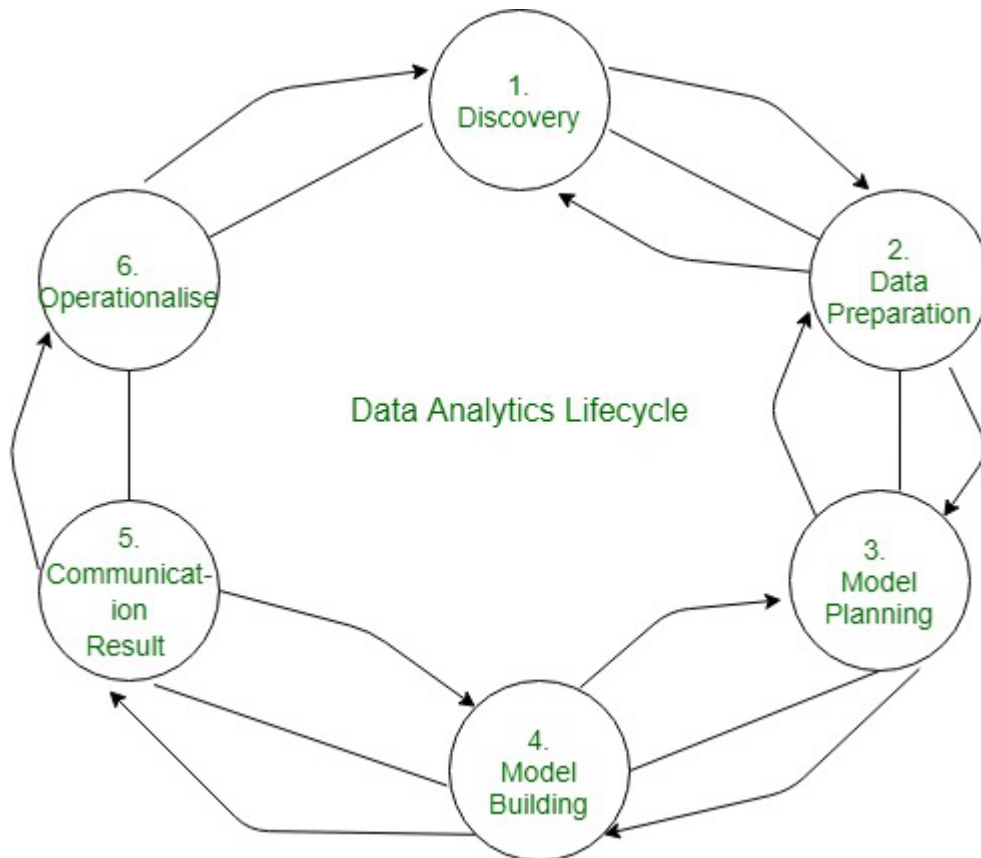 1.
Discovery
2.
Data
Preparation
3.
Model
Planning
4.
Model
Building
5.
Communicat-
ion
Result
6.
Operationalise
Data Analytics Lifecycle